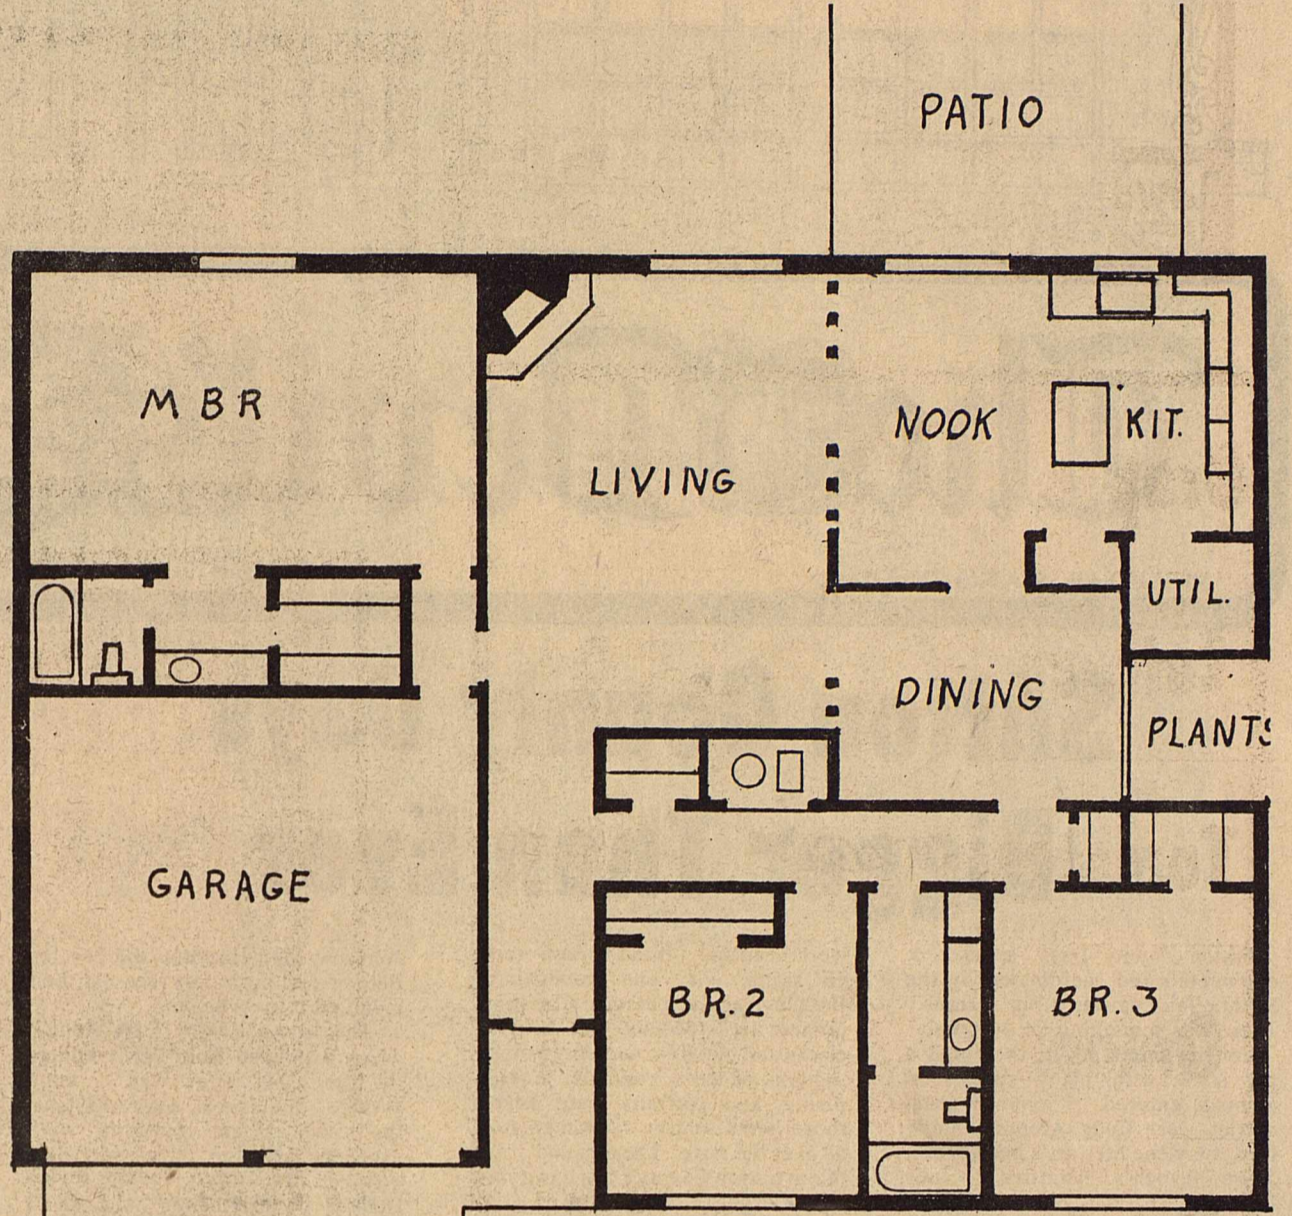 PATIO
MBR
NOOK
KIT.
LIVING
UTIL.
DINING
PLANTS
GARAGE
BR.2
BR.3